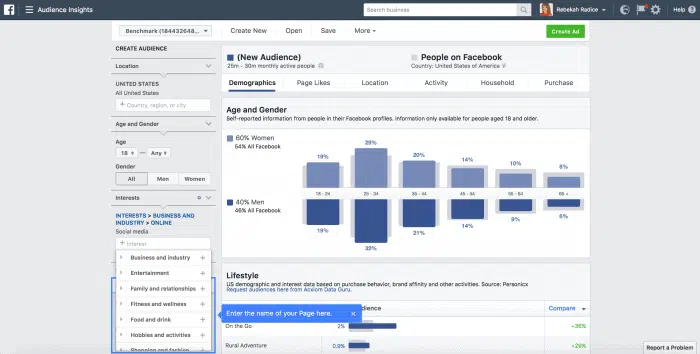 Audience Insights
Search business
Rebekah Radice
Help
Benchmark (184432648...
Create New
Open
Save
More
Create Ad
CREATE AUDIENCE
Location
UNITED STATES
All United States
+ Country, region, or city
Age and Gender
Age
18 — Any
Gender
All Men Women
Interests
INTERESTS > BUSINESS AND
INDUSTRY > ONLINE
Social media
+ Interest
Business and industry +
Entertainment +
Family and relationships +
Fitness and wellness +
Food and drink +
Hobbies and activities +
Shopping and fashion
(New Audience)
25m - 30m monthly active people
People on Facebook
Country: United States of America
Demographics
Page Likes
Location
Activity
Household
Purchase
Age and Gender
Self-reported information from people in their Facebook profiles. Information only available for people aged 18 and older.
60% Women
54% All Facebook
19% 29% 20% 14% 10% 8%
18 - 24 25 - 34 35 - 44 45 - 54 55 - 64 65 +
40% Men
46% All Facebook
19% 32% 21% 14% 9% 6%
Lifestyle
US demographic and interest data based on purchase behavior, brand affinity and other activities. Source: Personicx
Request audiences here from Acxiom Data Guru.
Enter the name of your Page here.
Compare
On the Go 2% +36%
Rural Adventure 0.9% +29%
Report a Problem